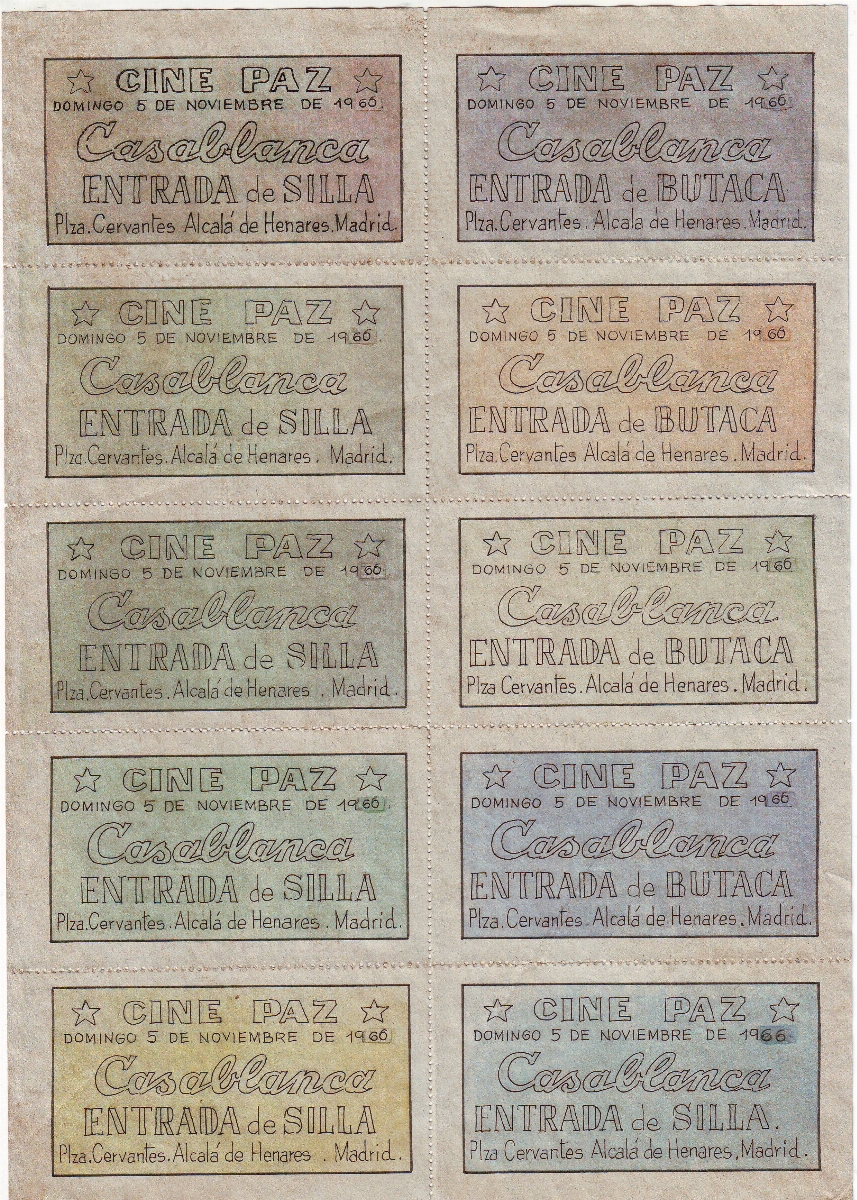 CINE PAZ
DOMINGO 5 DE NOVIEMBRE DE 1966.
Casablanca
ENTRADA de SILLA
Plza. Cervantes Alcalá de Henares. Madrid.
CINE PAZ
DOMINGO 5 DE NOVIEMBRE DE 1966.
Casablanca
ENTRADA de BUTACA
Plza. Cervantes. Alcala de Henares. Madrid.
CINE PAZ
DOMINGO 5 DE NOVIEMBRE DE 1966.
Casablanca
ENTRADA de SILLA
Plza. Cervantes. Alcalá de Henares. Madrid.
CINE PAZ
DOMINGO 5 DE NOVIEMBRE DE 1966.
Casablanca
ENTRADA de BUTACA
Plza. Cervantes Alcalá de Henares. Madrid.
CINE PAZ
DOMINGO 5 DE NOVIEMBRE DE 1966
Casablanca
ENTRADA de SILLA
Plza. Cervantes. Alcalá de Henares. Madrid.
CINE PAZ
DOMINGO 5 DE NOVIEMBRE DE 1966
Casablanca
ENTRADA de BUTACA
Plza Cervantes. Alcalá de Henares. Madrid.
CINE PAZ
DOMINGO 5 DE NOVIEMBRE DE 1966.
Casablanca
ENTRADA de SILLA
Plza. Cervantes. Alcalá de Henares. Madrid.
CINE PAZ
DOMINGO 5 DE NOVIEMBRE DE 1966
Casablanca
ENTRADA de BUTACA
Plza. Cervantes. Alcalá de Henares. Madrid.
CINE PAZ
DOMINGO 5 DE NOVIEMBRE DE 1966
Casablanca
ENTRADA de SILLA
Plza. Cervantes. Alcalá de Henares. Madrid.
CINE PAZ
DOMINGO 5 DE NOVIEMBRE DE 1966
Casablanca
ENTRADA DE SILLA.
Plza Cervantes. Alcalá de Henares, Madrid.